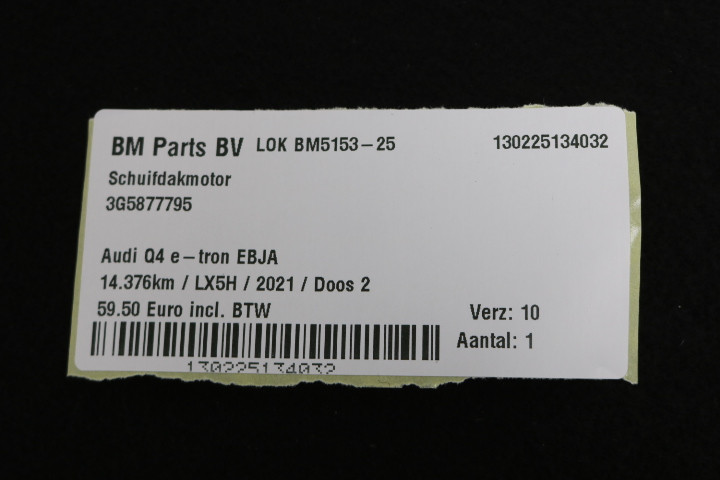 BM Parts BV LOK BM5153-25 130225134032
Schuifdakmotor
3G5877795
Audi Q4 e-tron EBJA
14.376km / LX5H / 2021 / Doos 2
59.50 Euro incl. BTW Verz: 10
Aantal: 1
130225134032